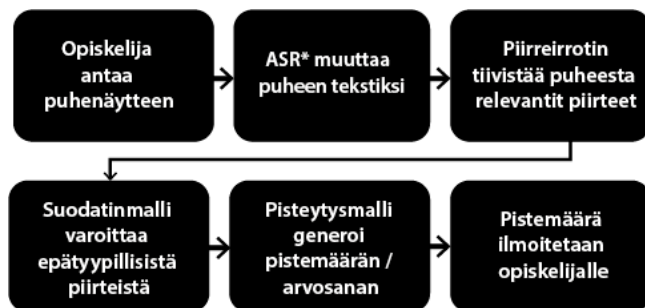 Opiskelija
antaa
puhenäytteen
ASR* muuttaa
puheen tekstiksi
Piirreirrotin
tiivistää puheesta
relevantit piirteet
Suodatinmalli
varoittaa
epätyypillisistä
piirteistä
Pisteytysmalli
generoi
pistemäärän /
arvosanan
Pistemäärä
ilmoitetaan
opiskelijalle